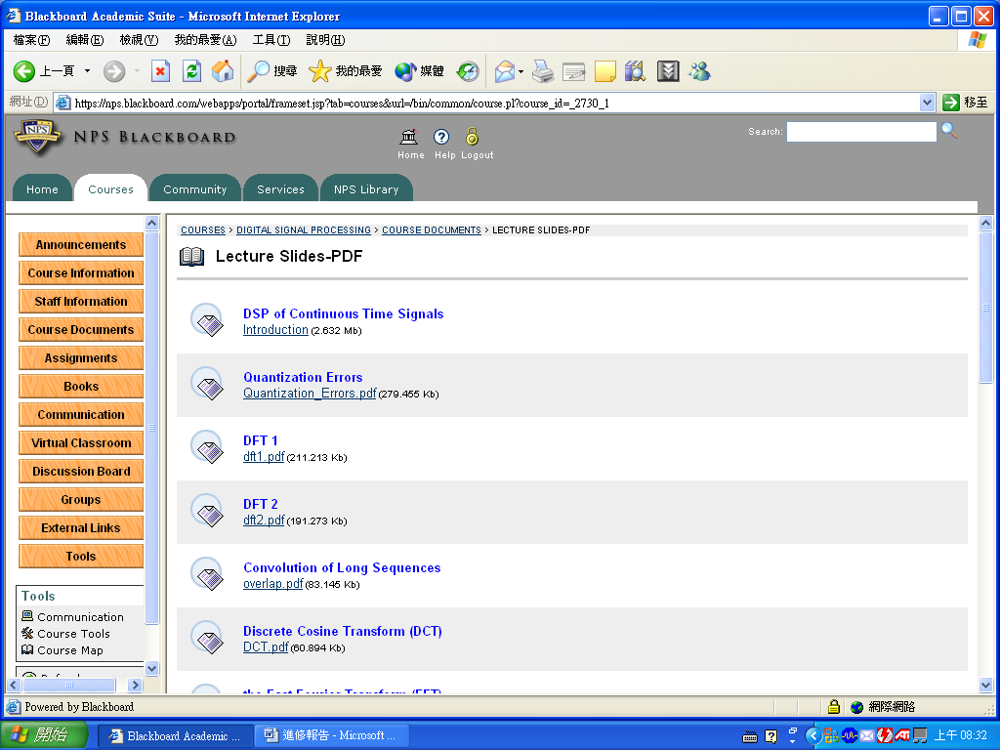 Blackboard Academic Suite - Microsoft Internet Explorer
檔案(F) 編輯(E) 檢視(V) 我的最愛(A) 工具(T) 說明(H)
上一頁 搜尋 我的最愛 媒體
網址(D) https://nps.blackboard.com/webapps/portal/frameset.jsp?tab=courses&url=/bin/common/course.pl?course_id=_2730_1 移至
NPS NPS BLACKBOARD
Home Help Logout
Search:
Home Courses Community Services NPS Library
Announcements
Course Information
Staff Information
Course Documents
Assignments
Books
Communication
Virtual Classroom
Discussion Board
Groups
External Links
Tools
Tools
Communication
Course Tools
Course Map
COURSES > DIGITAL SIGNAL PROCESSING > COURSE DOCUMENTS > LECTURE SLIDES-PDF
Lecture Slides-PDF
DSP of Continuous Time Signals
Introduction (2.632 Mb)
Quantization Errors
Quantization_Errors.pdf (279.455 Kb)
DFT 1
dft1.pdf (211.213 Kb)
DFT 2
dft2.pdf (191.273 Kb)
Convolution of Long Sequences
overlap.pdf (83.145 Kb)
Discrete Cosine Transform (DCT)
DCT.pdf (60.894 Kb)
the Fast Fourier Transform (FFT)
Powered by Blackboard 網際網路
開始 Blackboard Academic ... 進修報告 - Microsoft ... 上午 08:32